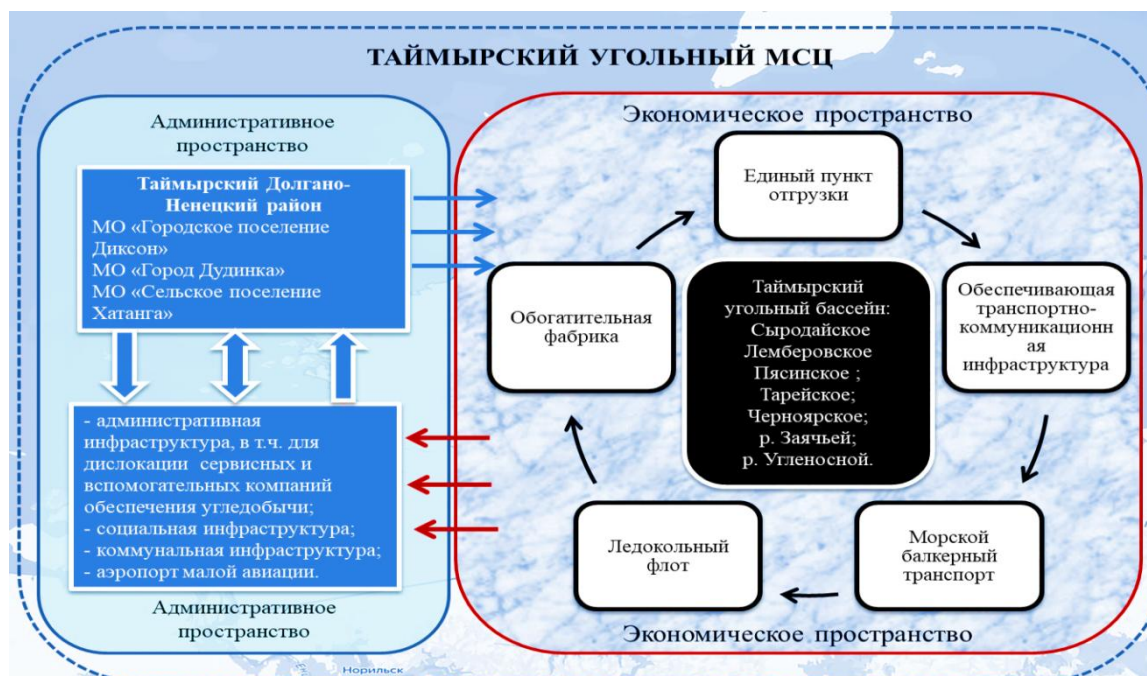 ТАЙМЫРСКИЙ УГОЛЬНЫЙ МСЦ
Административное
пространство
Таймырский Долгано-
Ненецкий район
МО «Городское поселение
Диксон»
МО «Город Дудинка»
МО «Сельское поселение
Хатанга»
- административная
инфраструктура, в т.ч. для
дислокации сервисных и
вспомогательных компаний
обеспечения угледобычи;
- социальная инфраструктура;
- коммунальная инфраструктура;
- аэропорт малой авиации.
Административное
пространство
Экономическое пространство
Единый пункт
отгрузки
Обогатительная
фабрика
Таймырский
угольный бассейн:
Сыродайское
Лемберовское
Пясинское ;
Тарейское;
Черноярское;
р. Заячьей;
р. Угленосной.
Обеспечивающая
транспортно-
коммуникационн
ая
инфраструктура
Ледокольный
флот
Морской
балкерный
транспорт
Экономическое пространство
Норильск